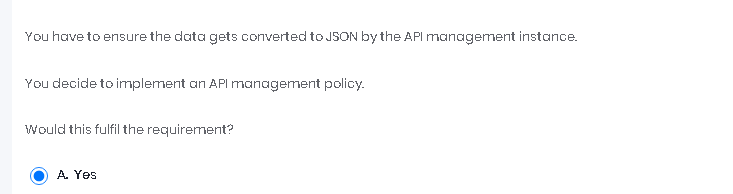 You have to ensure the data gets converted to JSON by the API management instance.
You decide to implement an API management policy.
Would this fulfil the requirement?
A. Yes